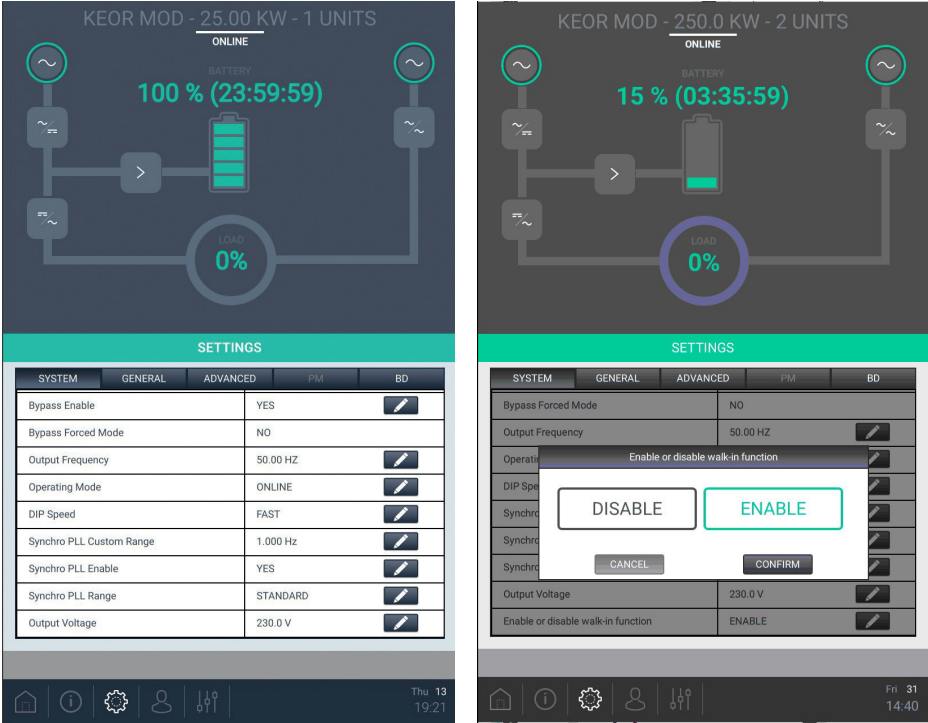 KEOR MOD - 25.00 KW - 1 UNITS
ONLINE
BATTERY
100 % (23:59:59)
LOAD
0%
SETTINGS
SYSTEM GENERAL ADVANCED PM BD
Bypass Enable YES
Bypass Forced Mode NO
Output Frequency 50.00 HZ
Operating Mode ONLINE
DIP Speed FAST
Synchro PLL Custom Range 1.000 Hz
Synchro PLL Enable YES
Synchro PLL Range STANDARD
Output Voltage 230.0 V
Thu 13
19:21
KEOR MOD - 250.0 KW - 2 UNITS
ONLINE
BATTERY
15 % (03:35:59)
LOAD
0%
SETTINGS
SYSTEM GENERAL ADVANCED PM BD
Bypass Forced Mode NO
Output Frequency 50.00 HZ
Operati
Enable or disable walk-in function
DIP Spe
DISABLE ENABLE
Synchro
Synchro
Synchro
CANCEL CONFIRM
Output Voltage 230.0 V
Enable or disable walk-in function ENABLE
Fri 31
14:40